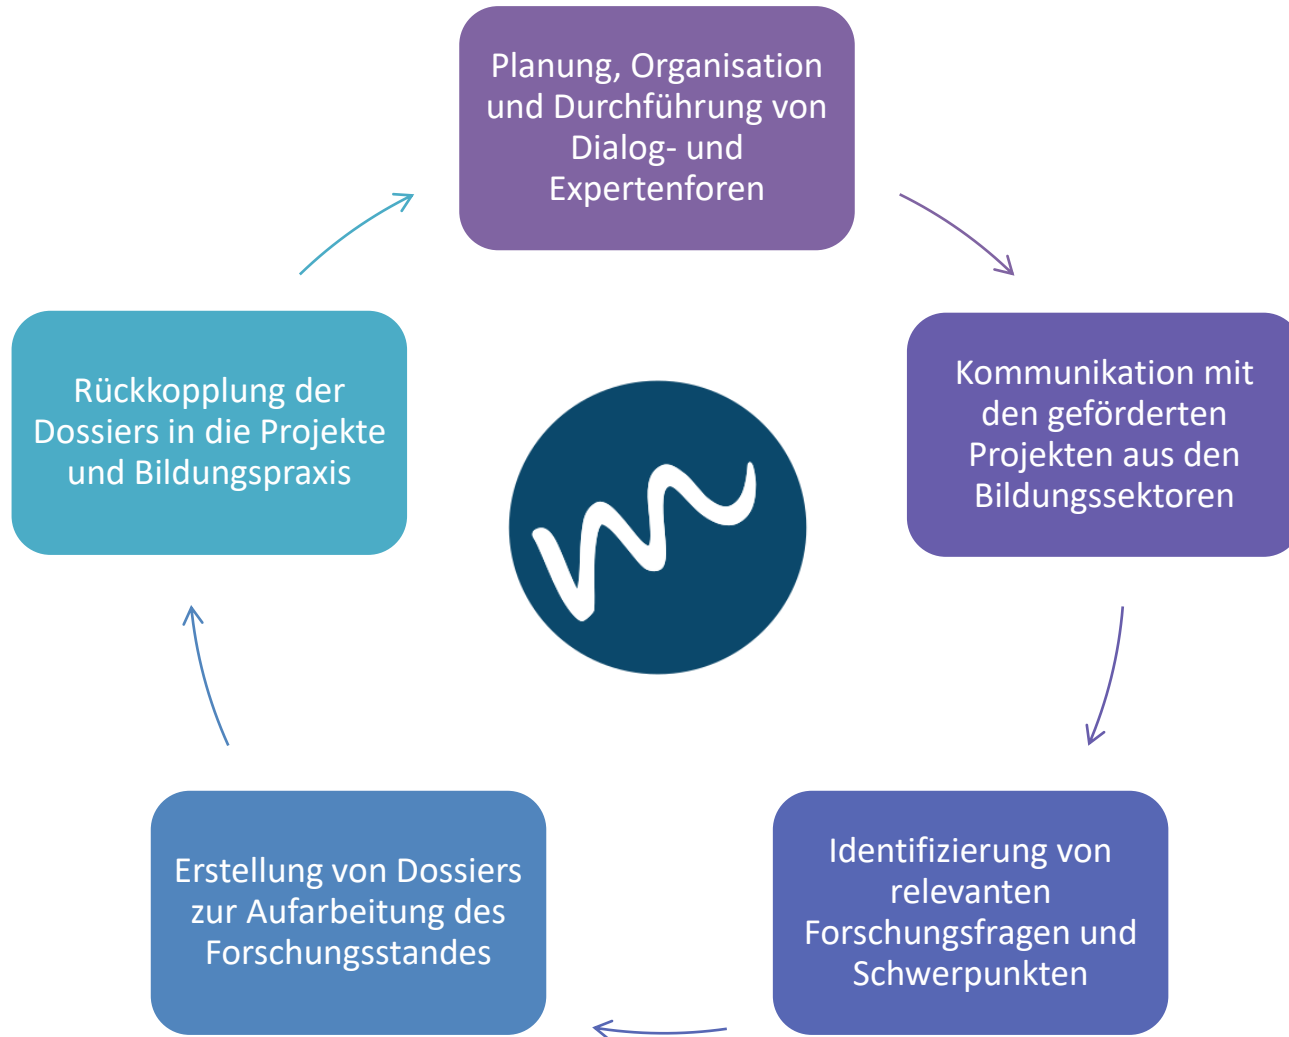 Planung, Organisation
und Durchführung von
Dialog- und
Expertenforen
Kommunikation mit
den geförderten
Projekten aus den
Bildungssektoren
Identifizierung von
relevanten
Forschungsfragen und
Schwerpunkten
Erstellung von Dossiers
zur Aufarbeitung des
Forschungsstandes
Rückkopplung der
Dossiers in die Projekte
und Bildungspraxis